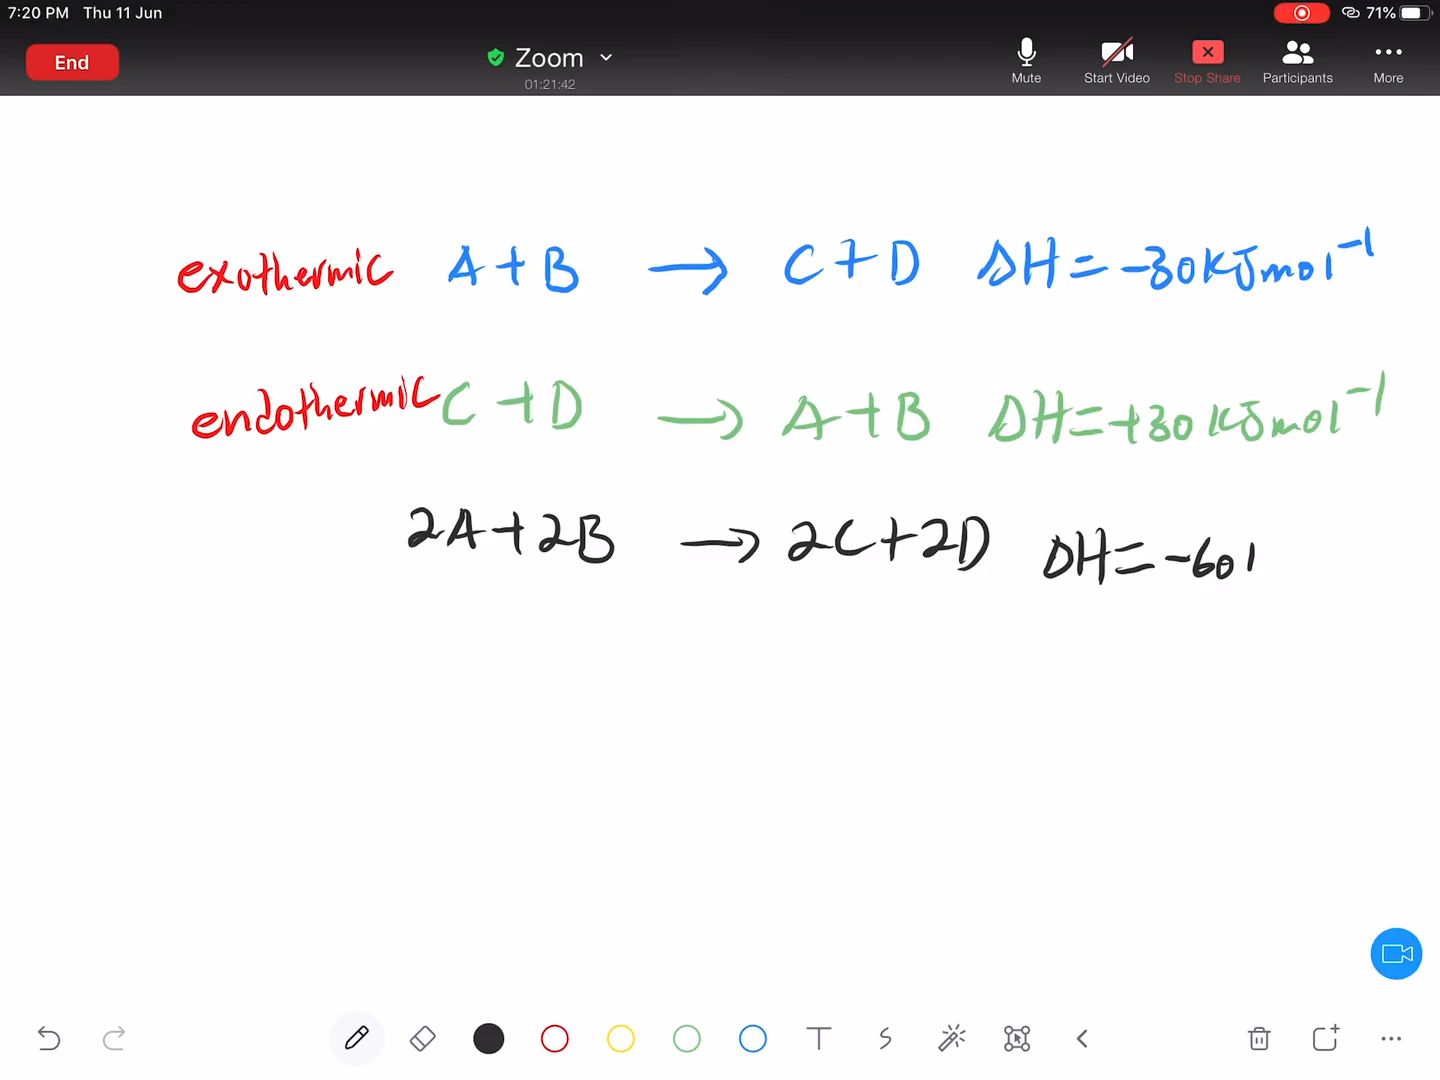 7:20 PM Thu 11 Jun 71%
End Zoom Mute Start Video Stop Share Participants More
01:21:42
exothermic A + B → C + D ΔH = -30KJmol⁻¹
endothermic C + D → A + B ΔH = +30KJmol⁻¹
2A + 2B → 2C + 2D ΔH = -60